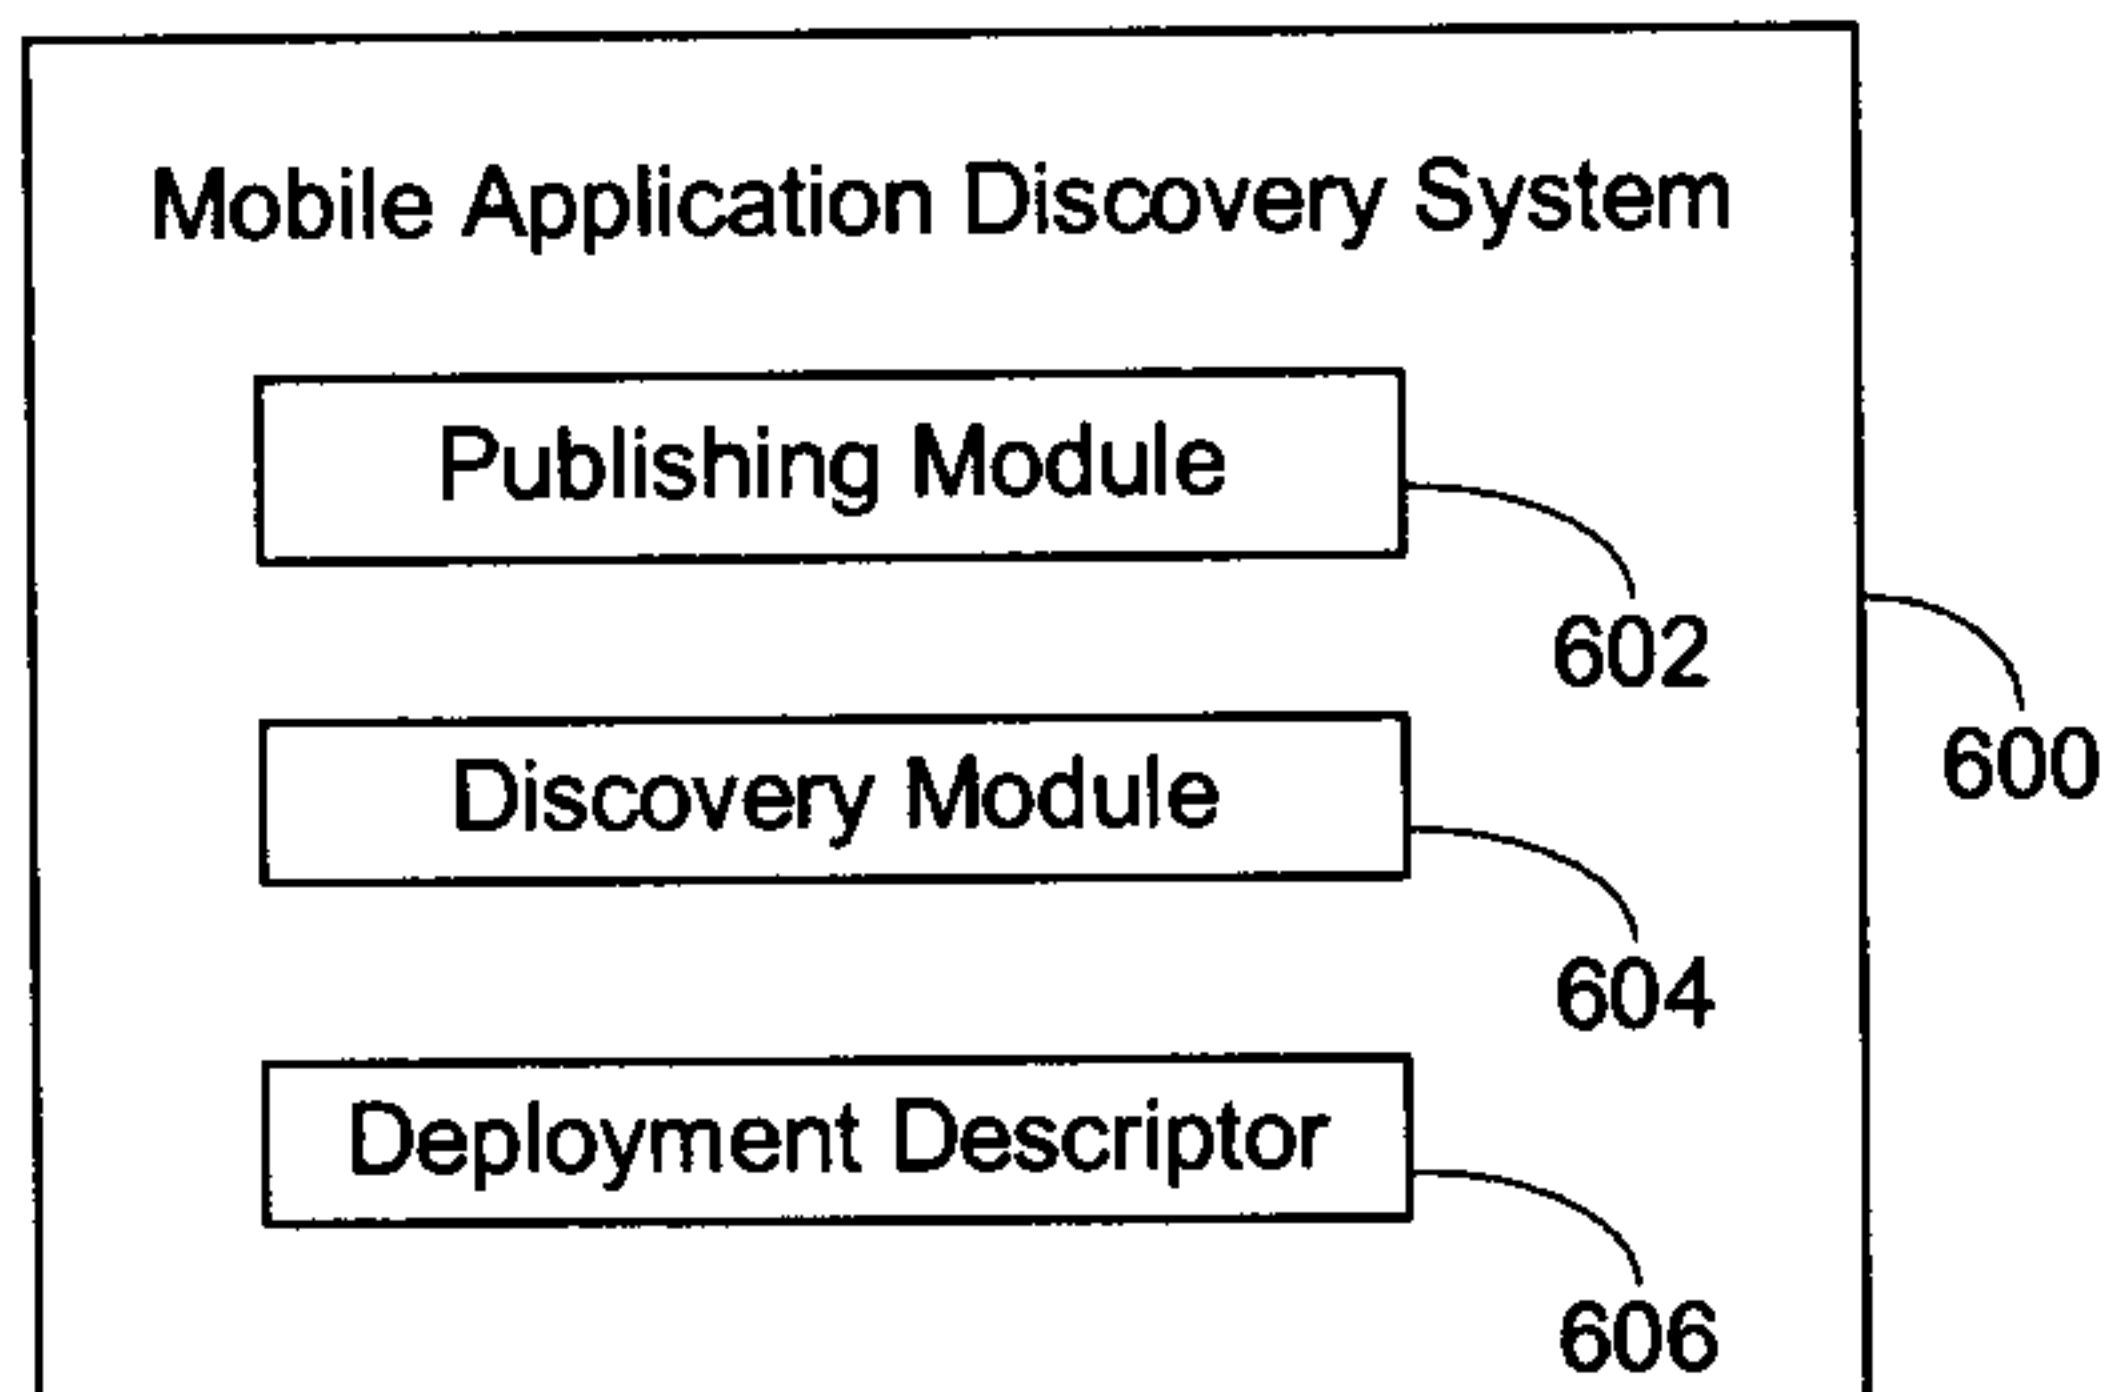 Mobile Application Discovery System
Publishing Module
602
600
Discovery Module
604
Deployment Descriptor
606